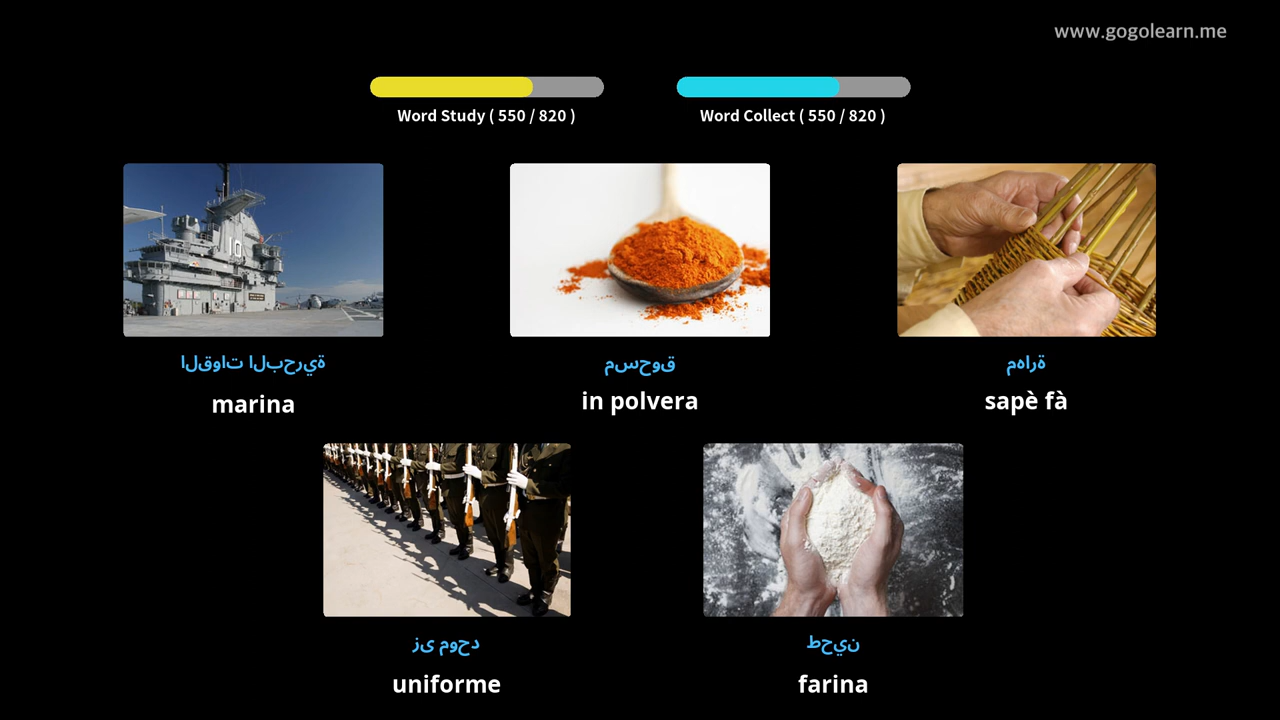 www.gogolearn.me
Word Study ( 550 / 820 )
Word Collect ( 550 / 820 )
القوات البحرية
marina
مسحوق
in polvera
مهارة
sapè fà
زى موحد
uniforme
طحين
farina